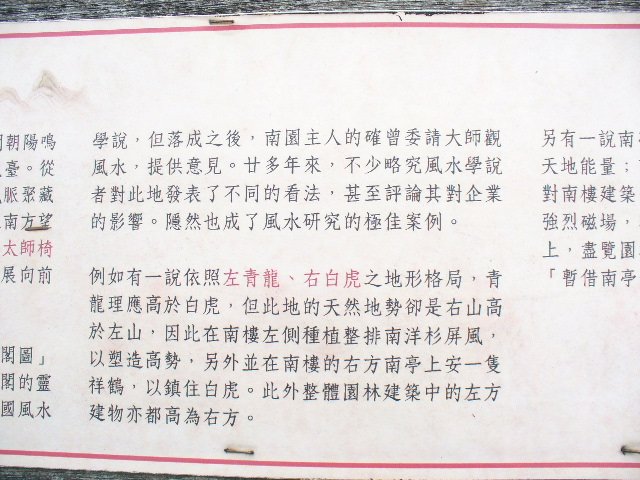 朝陽鳴
臺。從
脈聚藏
南方望
太師椅
展向前
閣圖」
閣的靈
國風水
學說，但落成之後，南園主人的確曾委請大師觀
風水，提供意見。廿多年來，不少略究風水學說
者對此地發表了不同的看法，甚至評論其對企業
的影響。隱然也成了風水研究的極佳案例。
例如有一說依照左青龍、右白虎之地形格局，青
龍理應高於白虎，但此地的天然地勢卻是右山高
於左山，因此在南樓左側種植整排南洋杉屏風，
以塑造高勢，另外並在南樓的右方南亭上安一隻
祥鶴，以鎮住白虎。此外整體園林建築中的左方
建物亦都高為右方。
另有一說南
天地能量；
對南樓建築
強烈磁場，
上，盡覽園
「暫借南亭